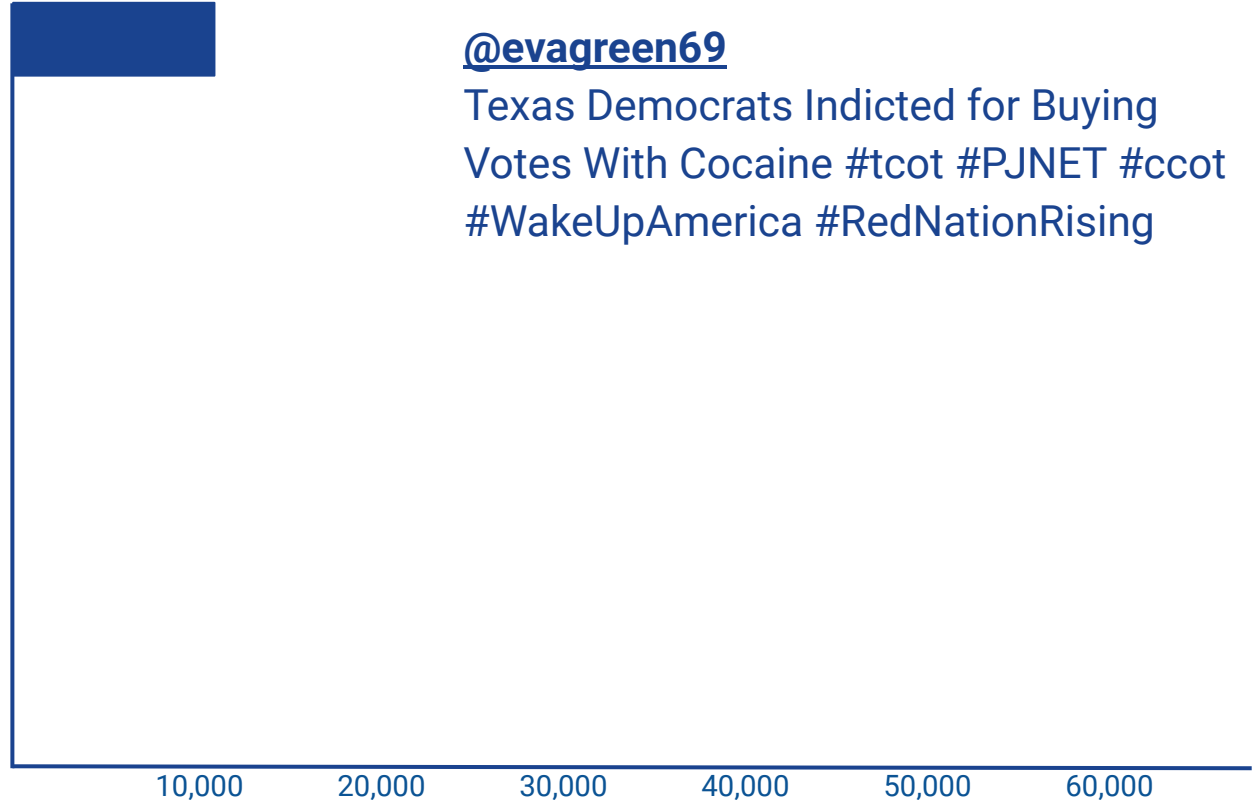 @evagreen69
Texas Democrats Indicted for Buying
Votes With Cocaine #tcot #PJNET #ccot
#WakeUpAmerica #RedNationRising
10,000 20,000 30,000 40,000 50,000 60,000